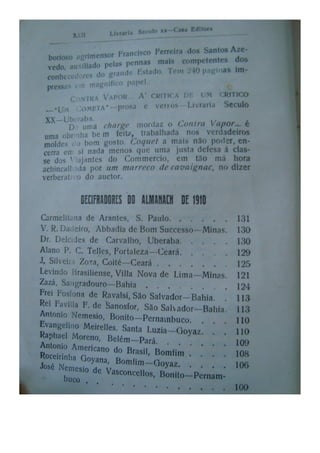 XXII Livraria Seculo xx—Casa Editora
borioso agrimensor Francisco Ferreira dos Santos Aze-
vedo, auxiliado pelas pennas mais competentes dos
conhecedores do grande Estado. Tem 240 paginas im-
pressas em magnifico papel.
CONTRA VAPOR. A' CRITICA DE UM CRITICO
—"UM COMETA"—prosa e versos—Livraria Seculo
XX—Uberaba.
De uma charge mordaz o Contra Vapor... é
uma obrinha bem feita, trabalhada nos verdadeiros
moldes do bom gosto. Coquet a mais não poder, en-
cerra em si nada menos que uma justa defesa á clas-
se dos Viajantes do Commercio, em tão má hora
achincalhada por um marreco de cavaignac, no dizer
verberativo do auctor.
DECIFRADORES DO ALMANACH DE 1910
Carmelitana de Arantes, S. Paulo. . . . . . 131
V. R. Dadeiro, Abbadia de Bom Successo—Minas. 130
Dr. Delcides de Carvalho, Uberaba. . . . . 130
Alano P. C. Telles, Fortaleza—Ceará. . . . . 129
J, Silveira Zora, Coité—Ceará . . . . . . 125
Levindo Brasiliense, Villa Nova de Lima—Minas. 121
Zazá, Sangradouro—Bahia . . . . . . . 124
Frei Fosfona de Ravalsi, São Salvador—Bahia. . 113
Rei Favilla F. de Sanosfor, São Salvador—Bahia. 113
Antonio Nemesio, Bonito—Pernambuco. . . . 110
Evangelino Meirelles. Santa Luzia—Goyaz. . . 110
Raphael Moreno, Belém—Pará. . . . . . . 109
Antonio Americano do Brasil, Bomfim . . . . 108
Roceirinha Goyana, Bomfim—Goyaz. . . . . 106
José Nemesio de Vasconcellos, Bonito—Pernam-
buco . . . . . . . . . . . . 100